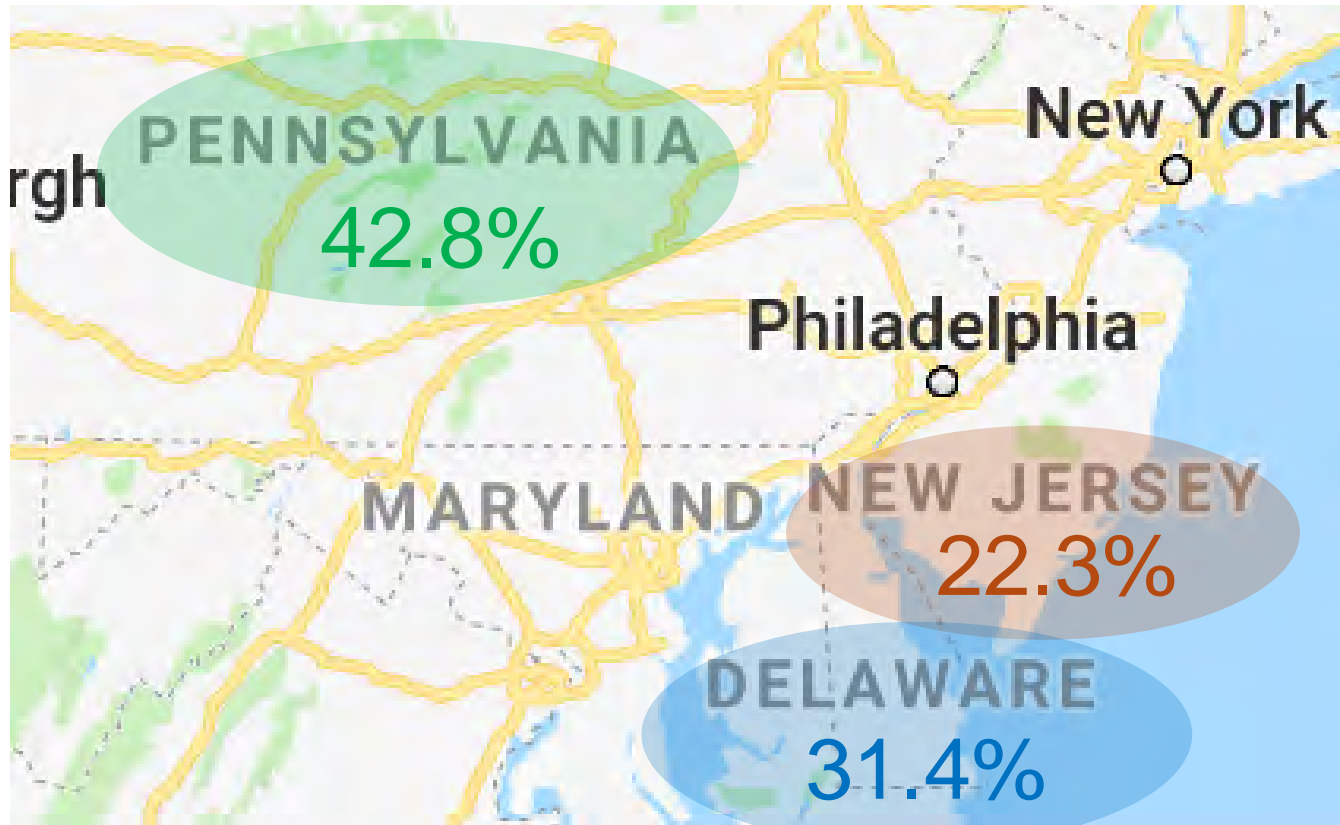 New York
PENNSYLVANIA
rgh
42.8%
Philadelphia
NEW JERSEY
MARYLAND
22.3%
DELAWARE
31.4%